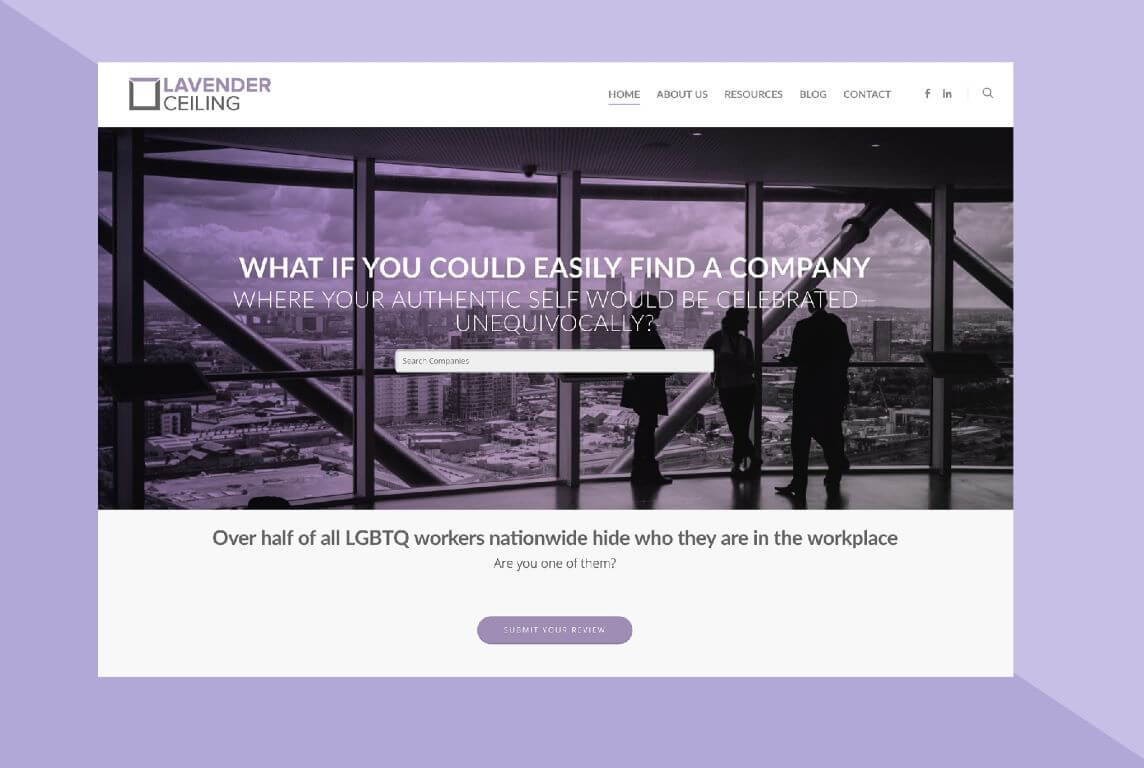 LAVENDER
CEILING
HOME ABOUT US RESOURCES BLOG CONTACT f in
WHAT IF YOU COULD EASILY FIND A COMPANY
WHERE YOUR AUTHENTIC SELF WOULD BE CELEBRATED—
UNEQUIVOCALLY?
Search Companies
Over half of all LGBTQ workers nationwide hide who they are in the workplace
Are you one of them?
SUBMIT YOUR REVIEW